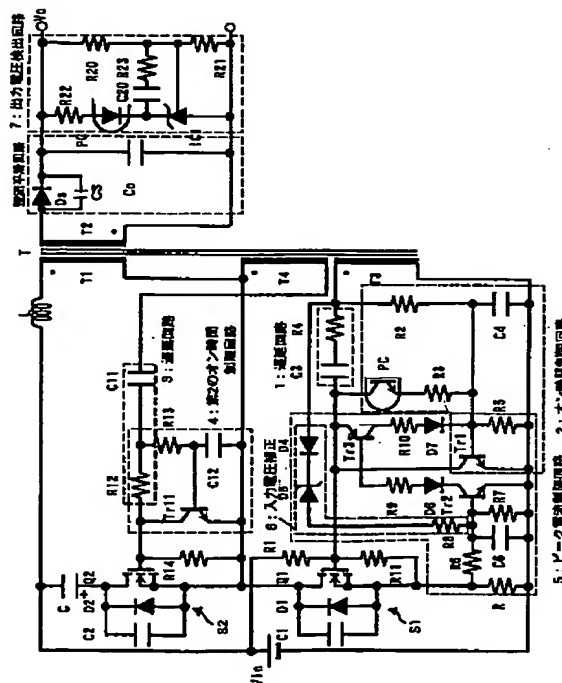 7：出力電圧検出回路
Vo
R20
R21
R22
R23
C20
PC
IC1
整流平滑回路
Ds
CS
Co
T
T1
T2
T3
T4
3：遅延回路
C11
R12
R13
4：第2のオン時間
制御回路
C12
Tr11
R14
C
Q2
D2
C2
S2
R1
Q1
D1
C1
S1
R11
Vin
1：遅延回路
R4
C3
R2
C4
PC
R3
R5
Tr1
D4
D5
6：入力電圧補正
Tr3
R10
D7
R9
D6
Tr2
R8
R7
C6
R6
R
2：オン時間制御回路
5：ピーク電流制限回路